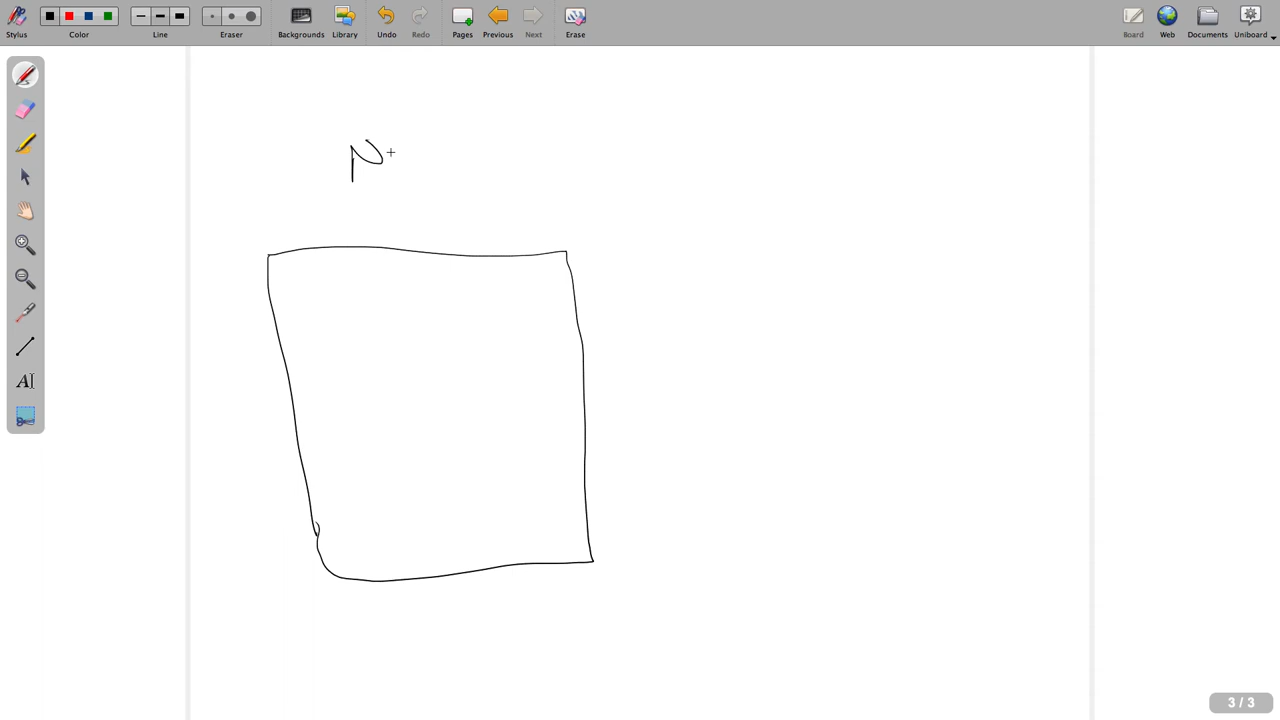 Stylus Color Line Eraser Backgrounds Library Undo Redo Pages Previous Next Erase Board Web Documents Uniboard
A
3 / 3